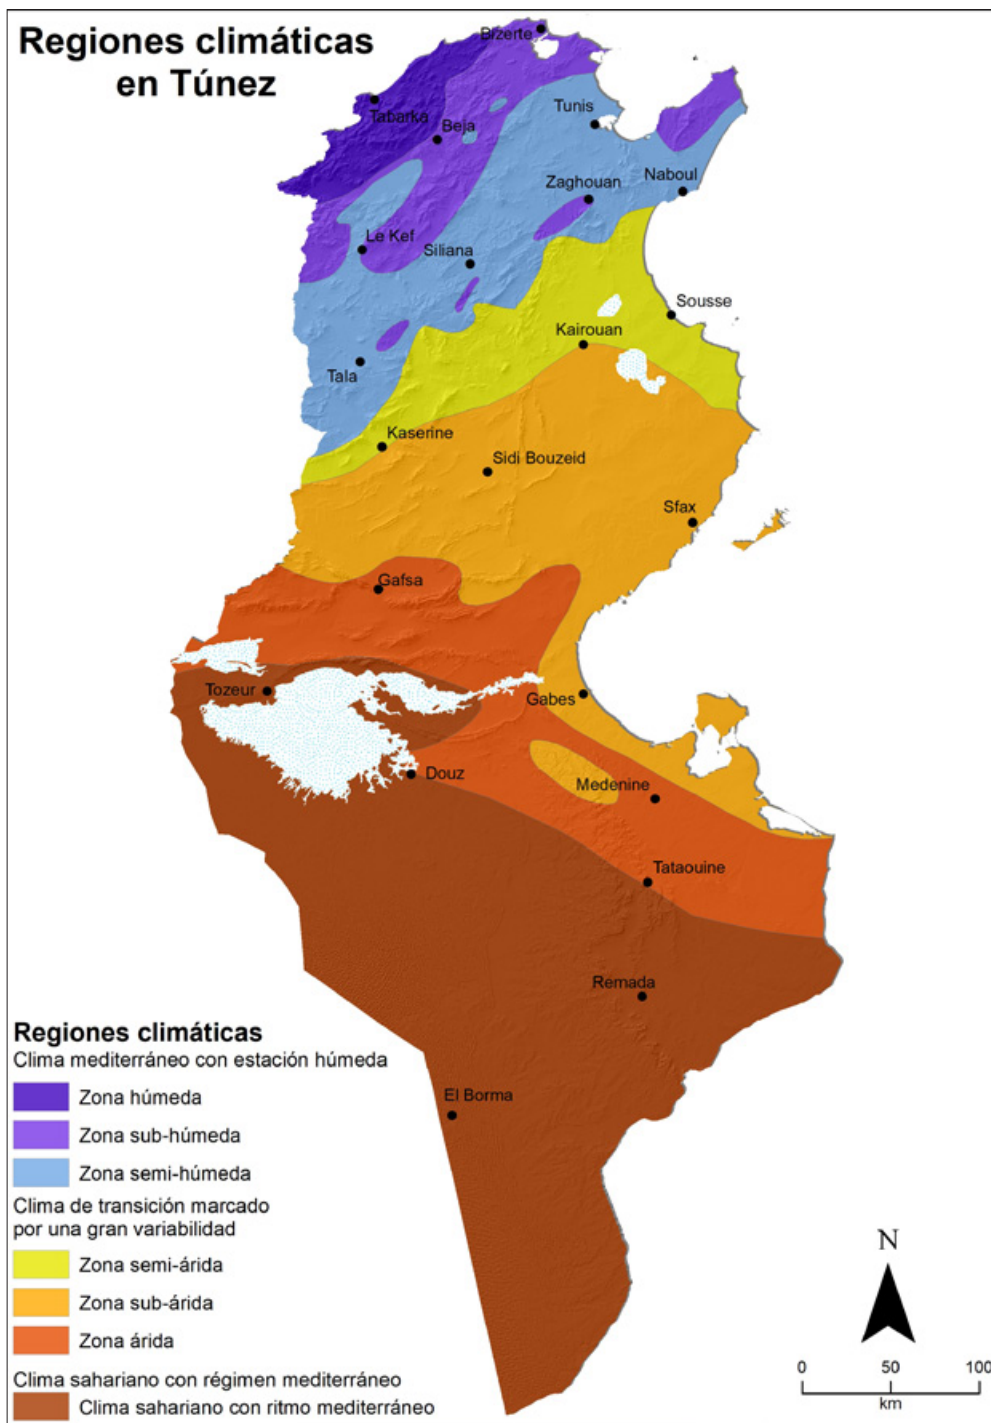 Regiones climáticas
en Túnez
Bizerte
Tabarka
Beja
Tunis
Zaghouan
Naboul
Le Kef
Siliana
Sousse
Kairouan
Tala
Kaserine
Sidi Bouzeid
Sfax
Gafsa
Tozeur
Gabes
Douz
Medenine
Tataouine
Remada
El Borma
Regiones climáticas
Clima mediterráneo con estación húmeda
Zona húmeda
Zona sub-húmeda
Zona semi-húmeda
Clima de transición marcado
por una gran variabilidad
Zona semi-árida
Zona sub-árida
Zona árida
Clima sahariano con régimen mediterráneo
Clima sahariano con ritmo mediterráneo
N
0 50 100
km